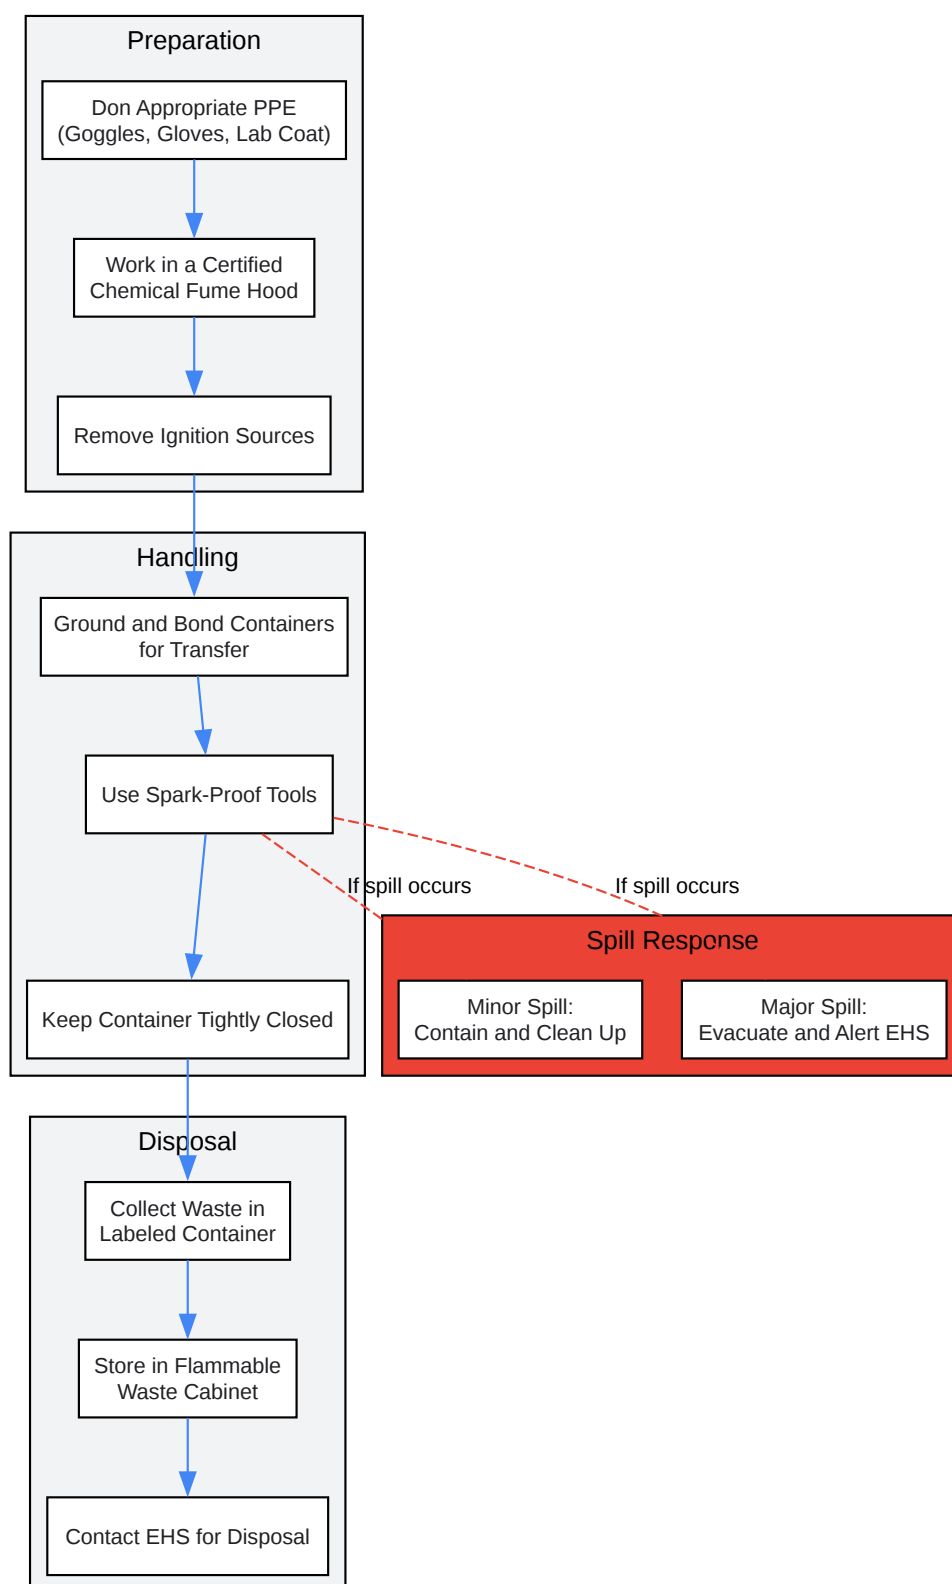 Preparation
Don Appropriate PPE
(Goggles, Gloves, Lab Coat)
Work in a Certified
Chemical Fume Hood
Remove Ignition Sources
Handling
Ground and Bond Containers
for Transfer
Use Spark-Proof Tools
If spill occurs
If spill occurs
Spill Response
Minor Spill:
Contain and Clean Up
Major Spill:
Evacuate and Alert EHS
Keep Container Tightly Closed
Disposal
Collect Waste in
Labeled Container
Store in Flammable
Waste Cabinet
Contact EHS for Disposal